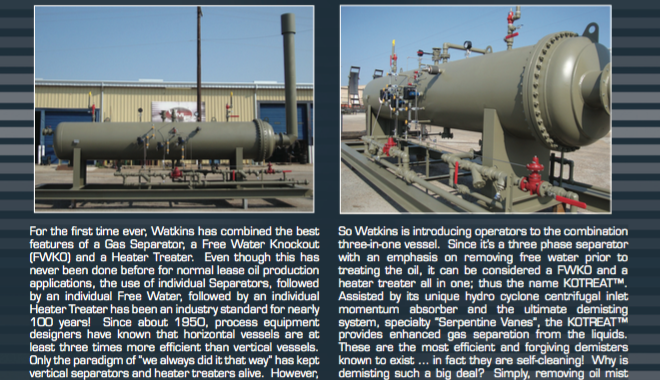 For the first time ever, Watkins has combined the best
features of a Gas Separator, a Free Water Knockout
(FWKO) and a Heater Treater. Even though this has
never been done before for normal lease oil production
applications, the use of individual Separators, followed
by an individual Free Water, followed by an individual
Heater Treater has been an industry standard for nearly
100 years! Since about 1950, process equipment
designers have known that horizontal vessels are at
least three times more efficient than vertical vessels.
Only the paradigm of "we always did it that way" has kept
vertical separators and heater treaters alive. However,
So Watkins is introducing operators to the combination
three-in-one vessel. Since it's a three phase separator
with an emphasis on removing free water prior to
treating the oil, it can be considered a FWKO and a
heater treater all in one; thus the name KOTREAT™.
Assisted by its unique hydro cyclone centrifugal inlet
momentum absorber and the ultimate demisting
system, specialty "Serpentine Vanes", the KOTREAT™
provides enhanced gas separation from the liquids.
These are the most efficient and forgiving demisters
known to exist ... in fact they are self-cleaning! Why is
demisting such a big deal? Simply, removing oil mist